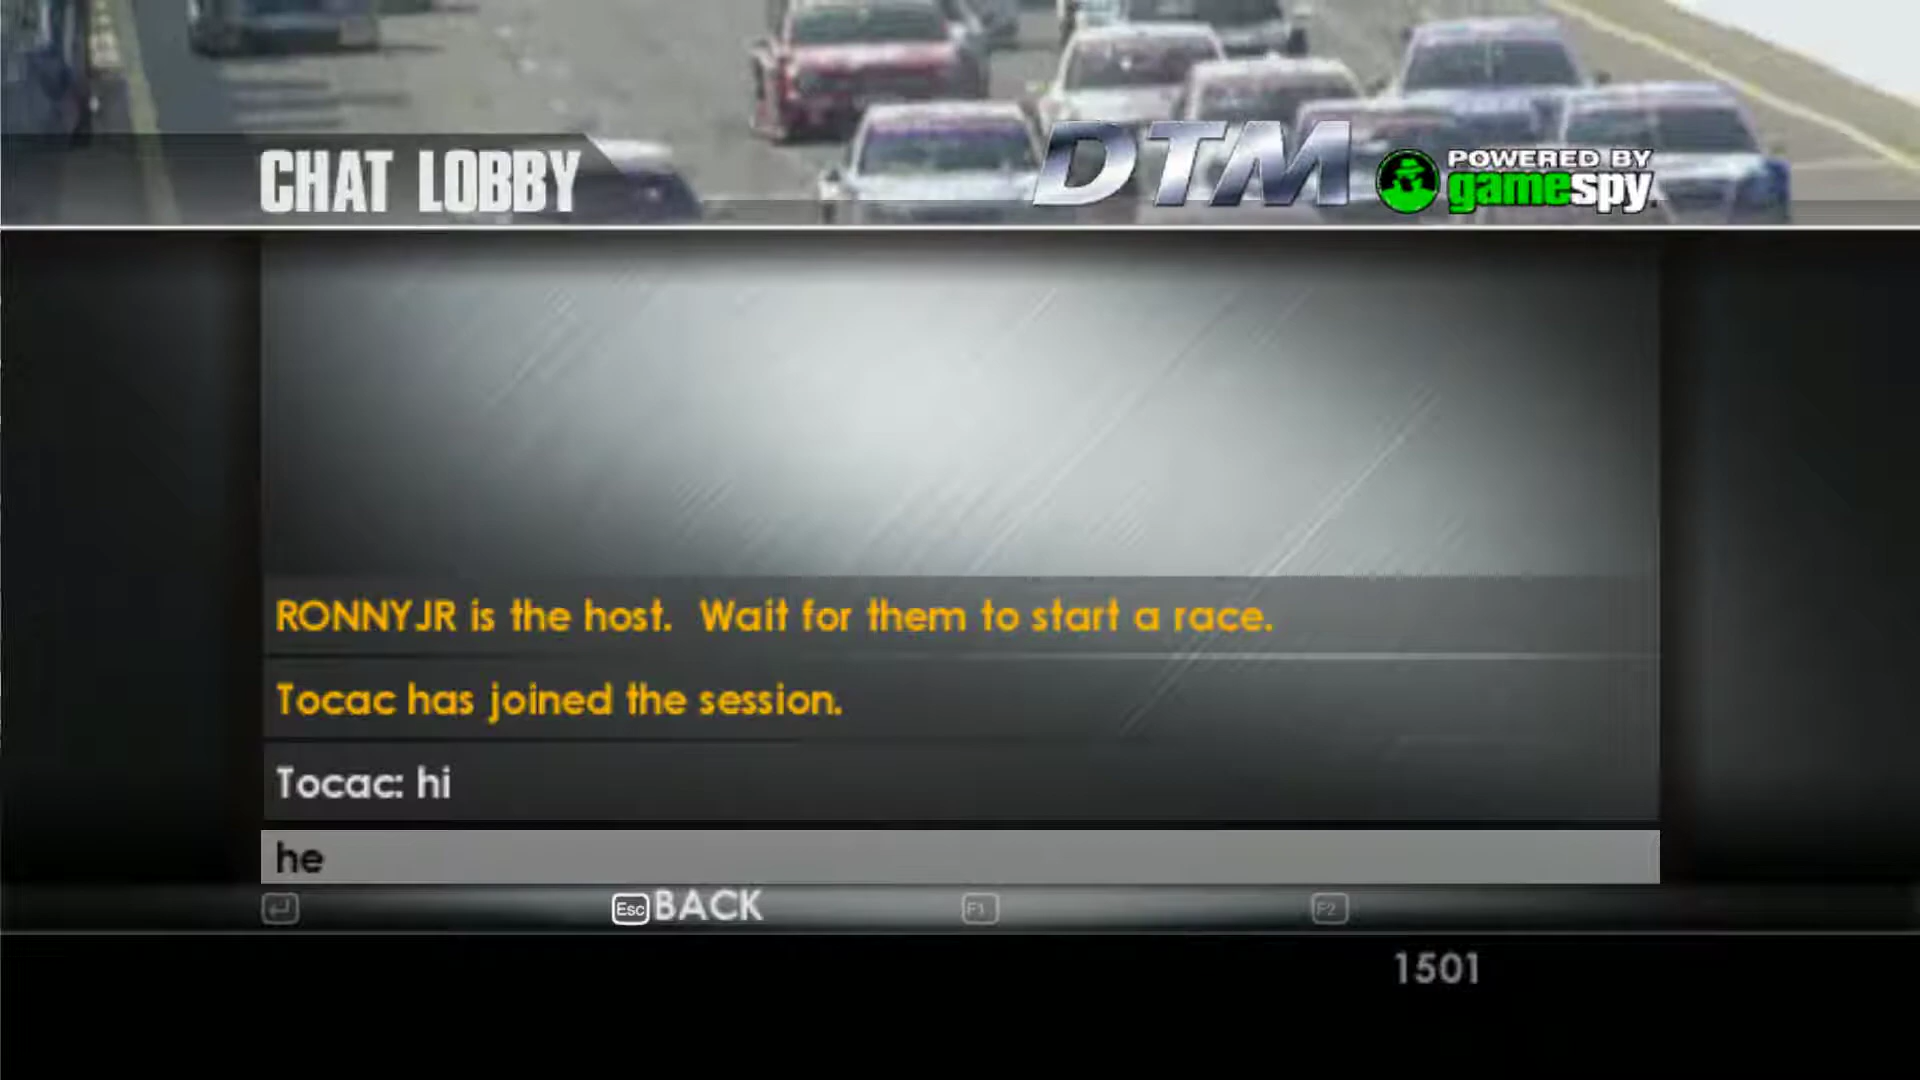 CHAT LOBBY
DTM
POWERED BY
gamespy
RONNYJR is the host.  Wait for them to start a race.
Tocac has joined the session.
Tocac: hi
he
Esc BACK
F1
F2
1501